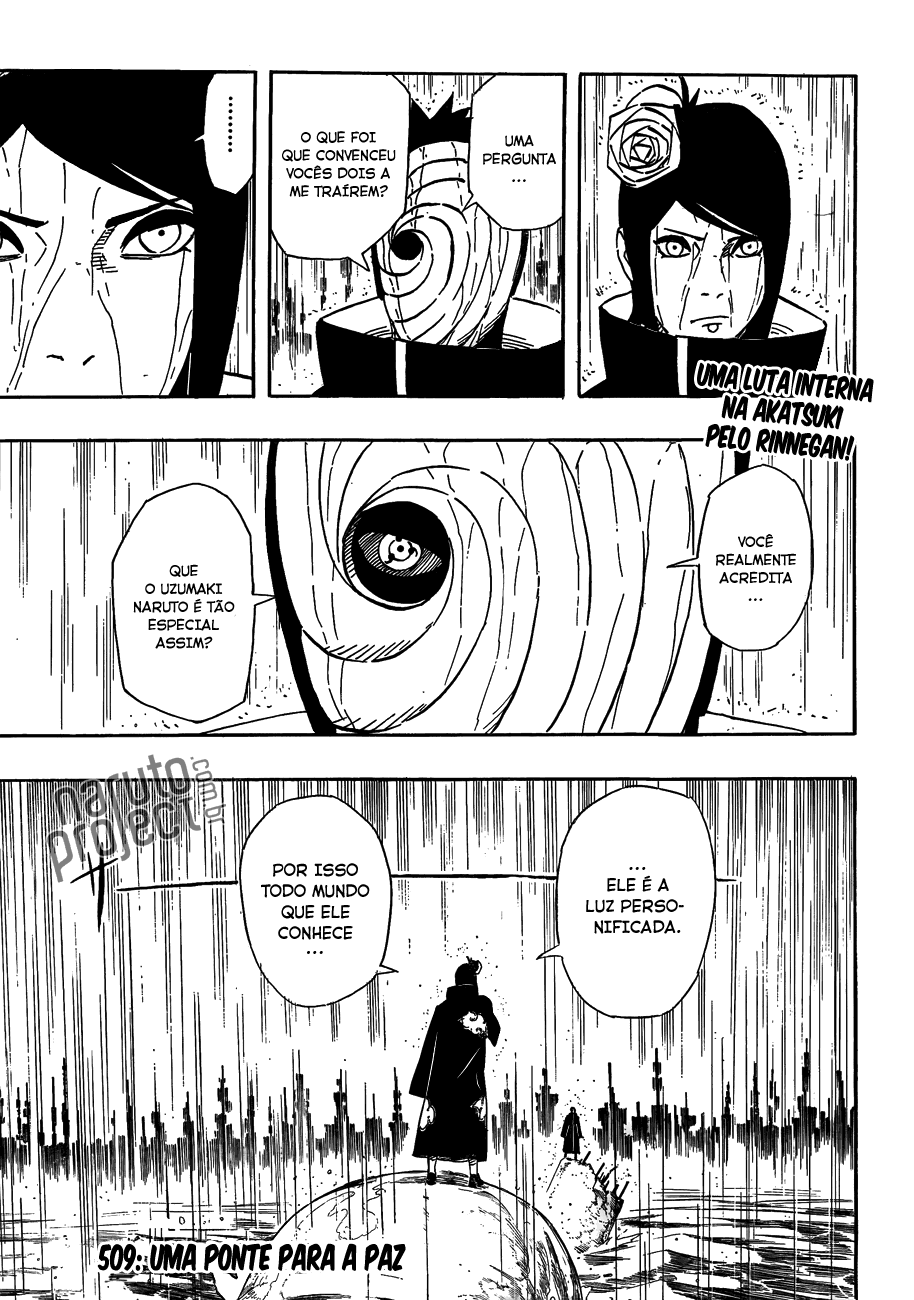 UMA
PERGUNTA
...
O QUE FOI
QUE CONVENCEU
VOCÊS DOIS A
ME TRAÍREM?
.........
UMA LUTA INTERNA
NA AKATSUKI
PELO RINNEGAN!
VOCÊ
REALMENTE
ACREDITA
...
QUE
O UZUMAKI
NARUTO É TÃO
ESPECIAL
ASSIM?
...
ELE É A
LUZ PERSO-
NIFICADA.
POR ISSO
TODO MUNDO
QUE ELE
CONHECE
...
naruto
project
.com.br
サ
509: UMA PONTE PARA A PAZ